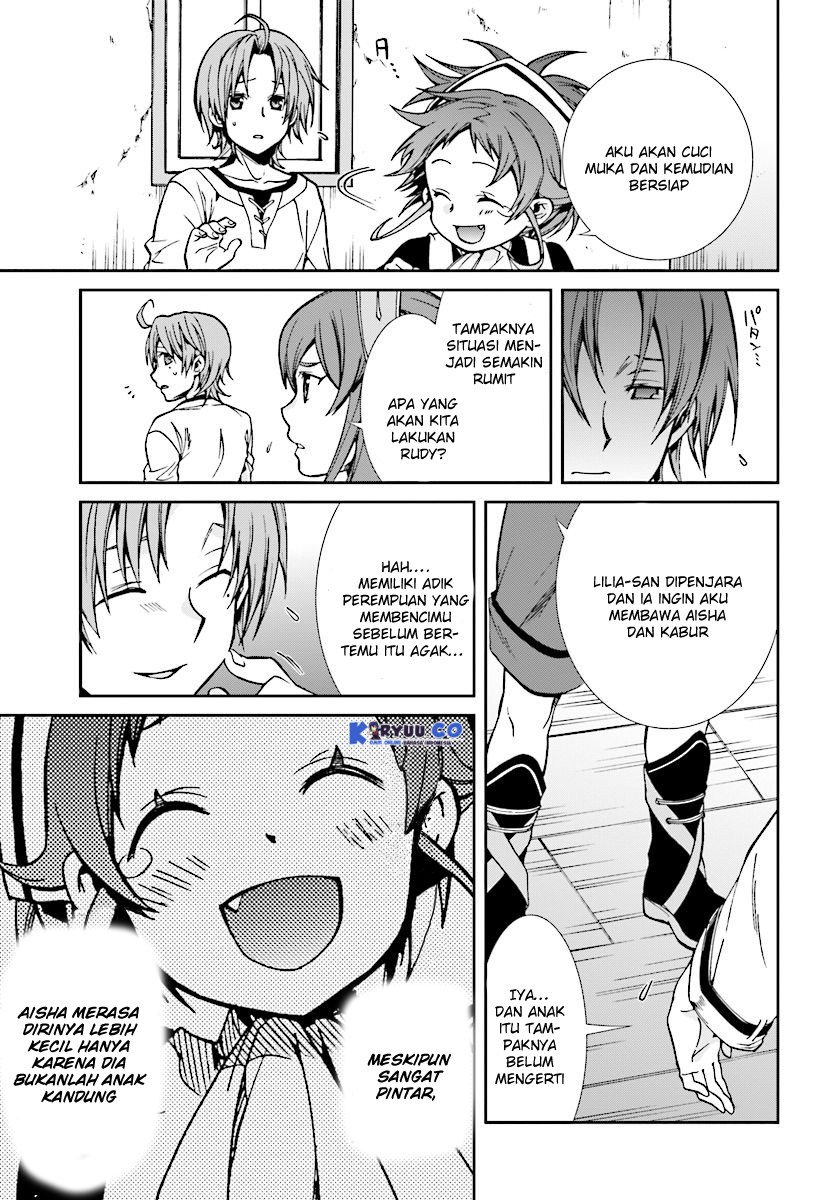 AKU AKAN CUCI
MUKA DAN KEMUDIAN
BERSIAP
パタン…
TAMPAKNYA
SITUASI MEN-
JADI SEMAKIN
RUMIT
APA YANG
AKAN KITA
LAKUKAN
RUDY?
LILIA-SAN DIPENJARA
DAN IA INGIN AKU
MEMBAWA AISHA
DAN KABUR
IYA...
DAN ANAK
ITU TAM-
PAKNYA
BELUM
MENGERTI
HAH....
MEMILIKI ADIK
PEREMPUAN YANG
MEMBENCIMU
SEBELUM BER-
TEMU ITU AGAK...
KIRYUU.CO
MESKIPUN
SANGAT
PINTAR,
AISHA MERASA
DIRINYA LEBIH
KECIL HANYA
KARENA DIA
BUKANLAH ANAK
KANDUNG